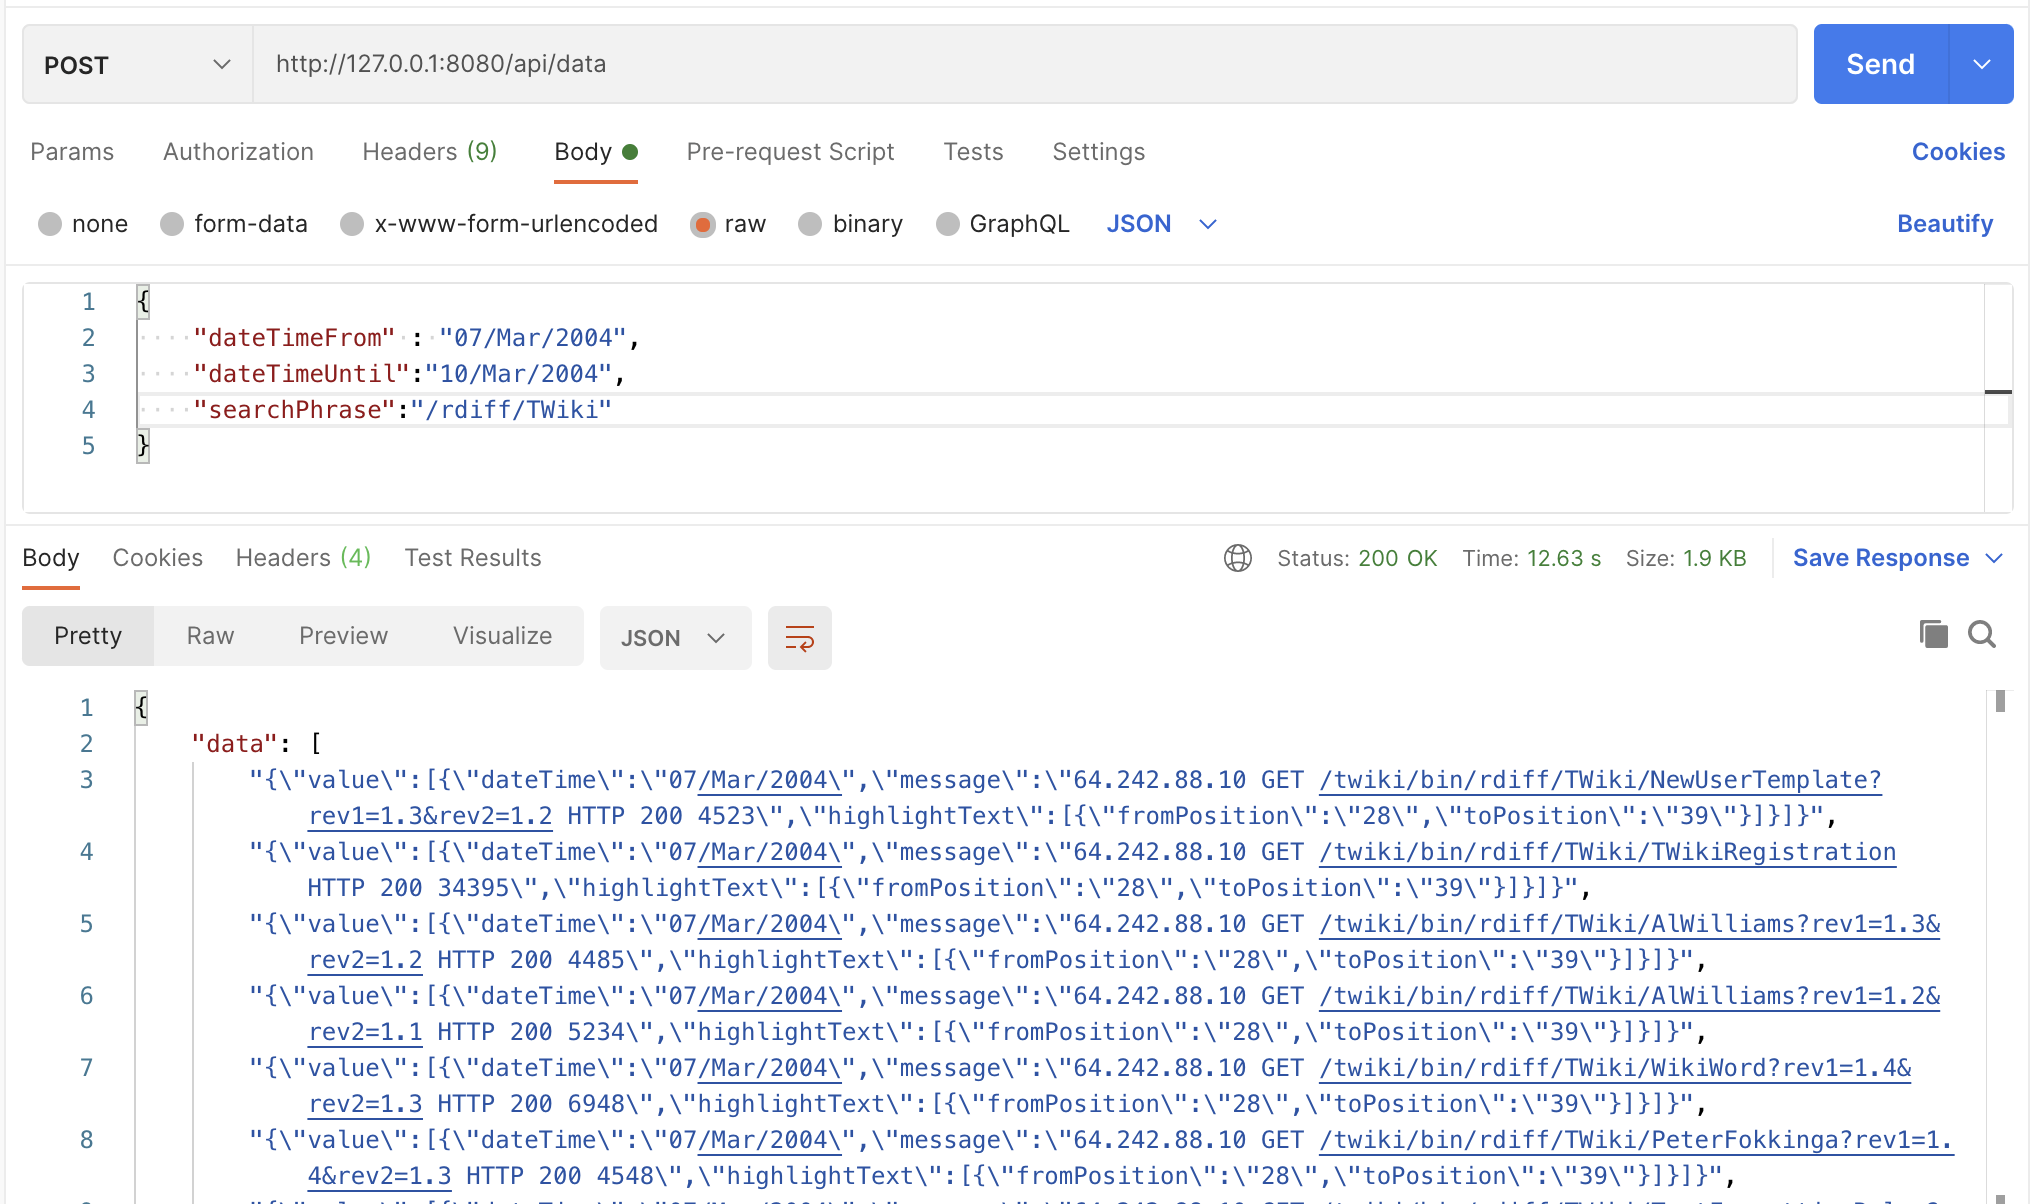 POST http://127.0.0.1:8080/api/data Send
Params Authorization Headers (9) Body Pre-request Script Tests Settings Cookies
none form-data x-www-form-urlencoded raw binary GraphQL JSON Beautify
1 {
2 "dateTimeFrom" : "07/Mar/2004",
3 "dateTimeUntil":"10/Mar/2004",
4 "searchPhrase":"/rdiff/TWiki"
5 }
Body Cookies Headers (4) Test Results Status: 200 OK Time: 12.63 s Size: 1.9 KB Save Response
Pretty Raw Preview Visualize JSON
1 {
2 "data": [
3 "{\"value\":[{\"dateTime\":\"07/Mar/2004\",\"message\":\"64.242.88.10 GET /twiki/bin/rdiff/TWiki/NewUserTemplate?
rev1=1.3&rev2=1.2 HTTP 200 4523\",\"highlightText\":[{\"fromPosition\":\"28\",\"toPosition\":\"39\"}]}]}",
4 "{\"value\":[{\"dateTime\":\"07/Mar/2004\",\"message\":\"64.242.88.10 GET /twiki/bin/rdiff/TWiki/TWikiRegistration
HTTP 200 34395\",\"highlightText\":[{\"fromPosition\":\"28\",\"toPosition\":\"39\"}]}]}",
5 "{\"value\":[{\"dateTime\":\"07/Mar/2004\",\"message\":\"64.242.88.10 GET /twiki/bin/rdiff/TWiki/AlWilliams?rev1=1.3&
rev2=1.2 HTTP 200 4485\",\"highlightText\":[{\"fromPosition\":\"28\",\"toPosition\":\"39\"}]}]}",
6 "{\"value\":[{\"dateTime\":\"07/Mar/2004\",\"message\":\"64.242.88.10 GET /twiki/bin/rdiff/TWiki/AlWilliams?rev1=1.2&
rev2=1.1 HTTP 200 5234\",\"highlightText\":[{\"fromPosition\":\"28\",\"toPosition\":\"39\"}]}]}",
7 "{\"value\":[{\"dateTime\":\"07/Mar/2004\",\"message\":\"64.242.88.10 GET /twiki/bin/rdiff/TWiki/WikiWord?rev1=1.4&
rev2=1.3 HTTP 200 6948\",\"highlightText\":[{\"fromPosition\":\"28\",\"toPosition\":\"39\"}]}]}",
8 "{\"value\":[{\"dateTime\":\"07/Mar/2004\",\"message\":\"64.242.88.10 GET /twiki/bin/rdiff/TWiki/PeterFokkinga?rev1=1.
4&rev2=1.3 HTTP 200 4548\",\"highlightText\":[{\"fromPosition\":\"28\",\"toPosition\":\"39\"}]}]}",